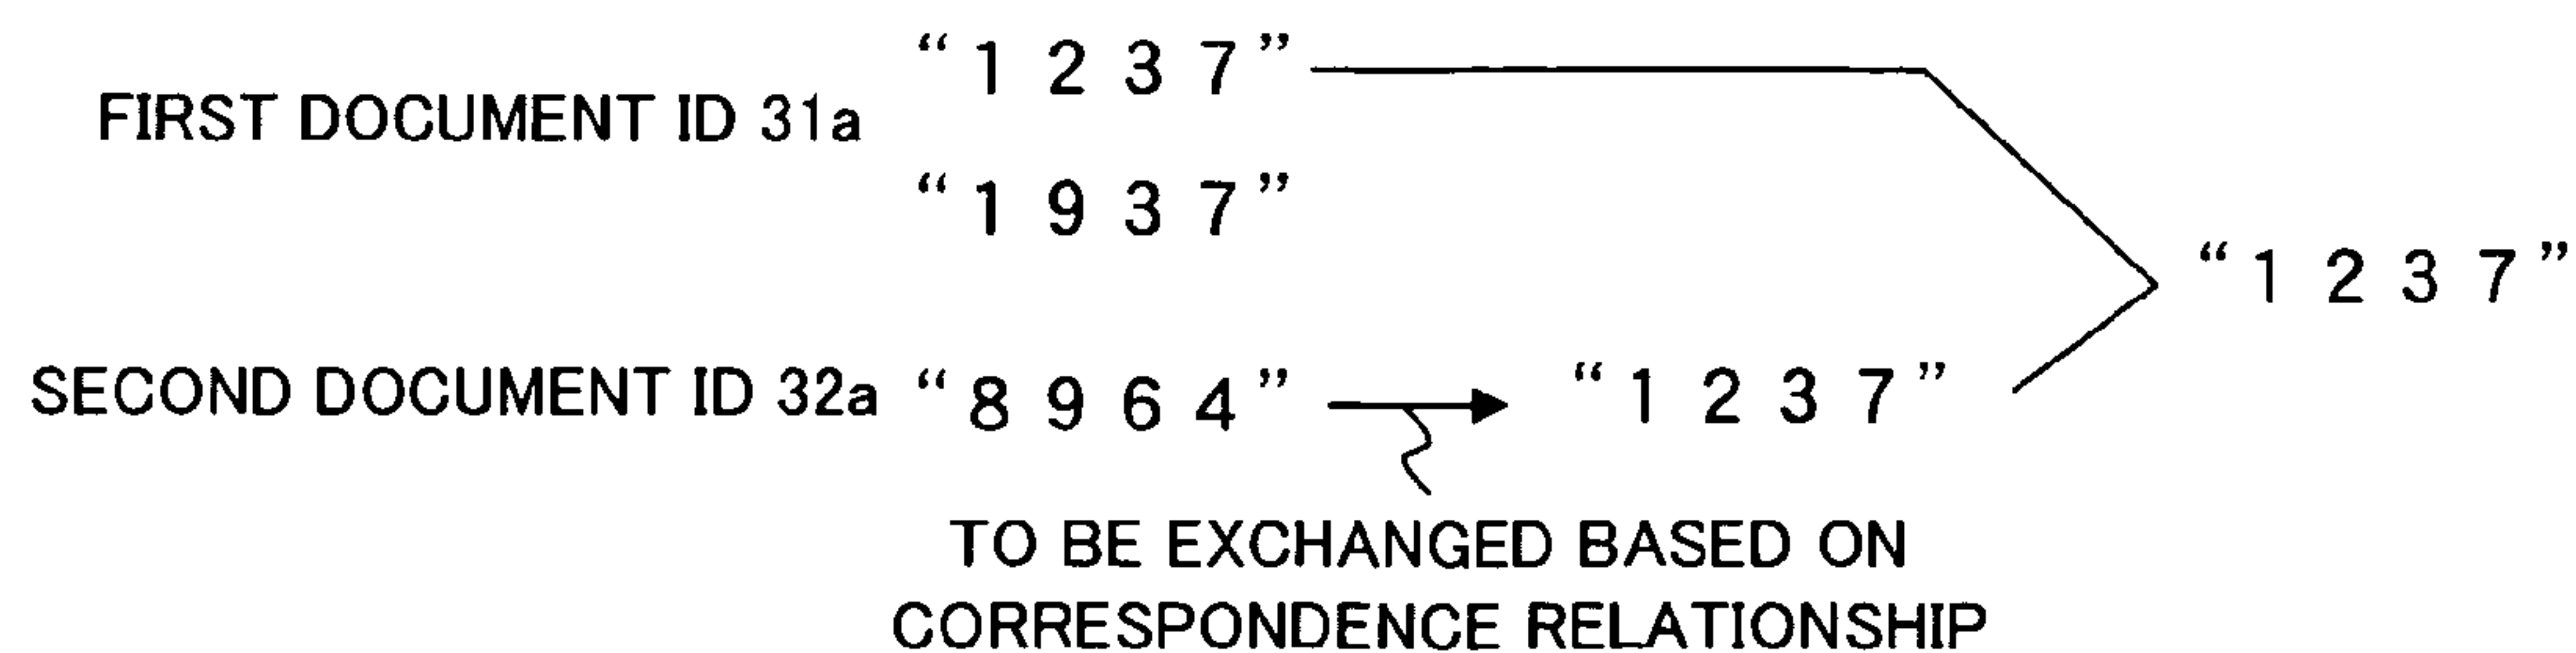 “1 2 3 7”
FIRST DOCUMENT ID 31a
“1 9 3 7”
“1 2 3 7”
SECOND DOCUMENT ID 32a “8 9 6 4” “1 2 3 7”
TO BE EXCHANGED BASED ON
CORRESPONDENCE RELATIONSHIP